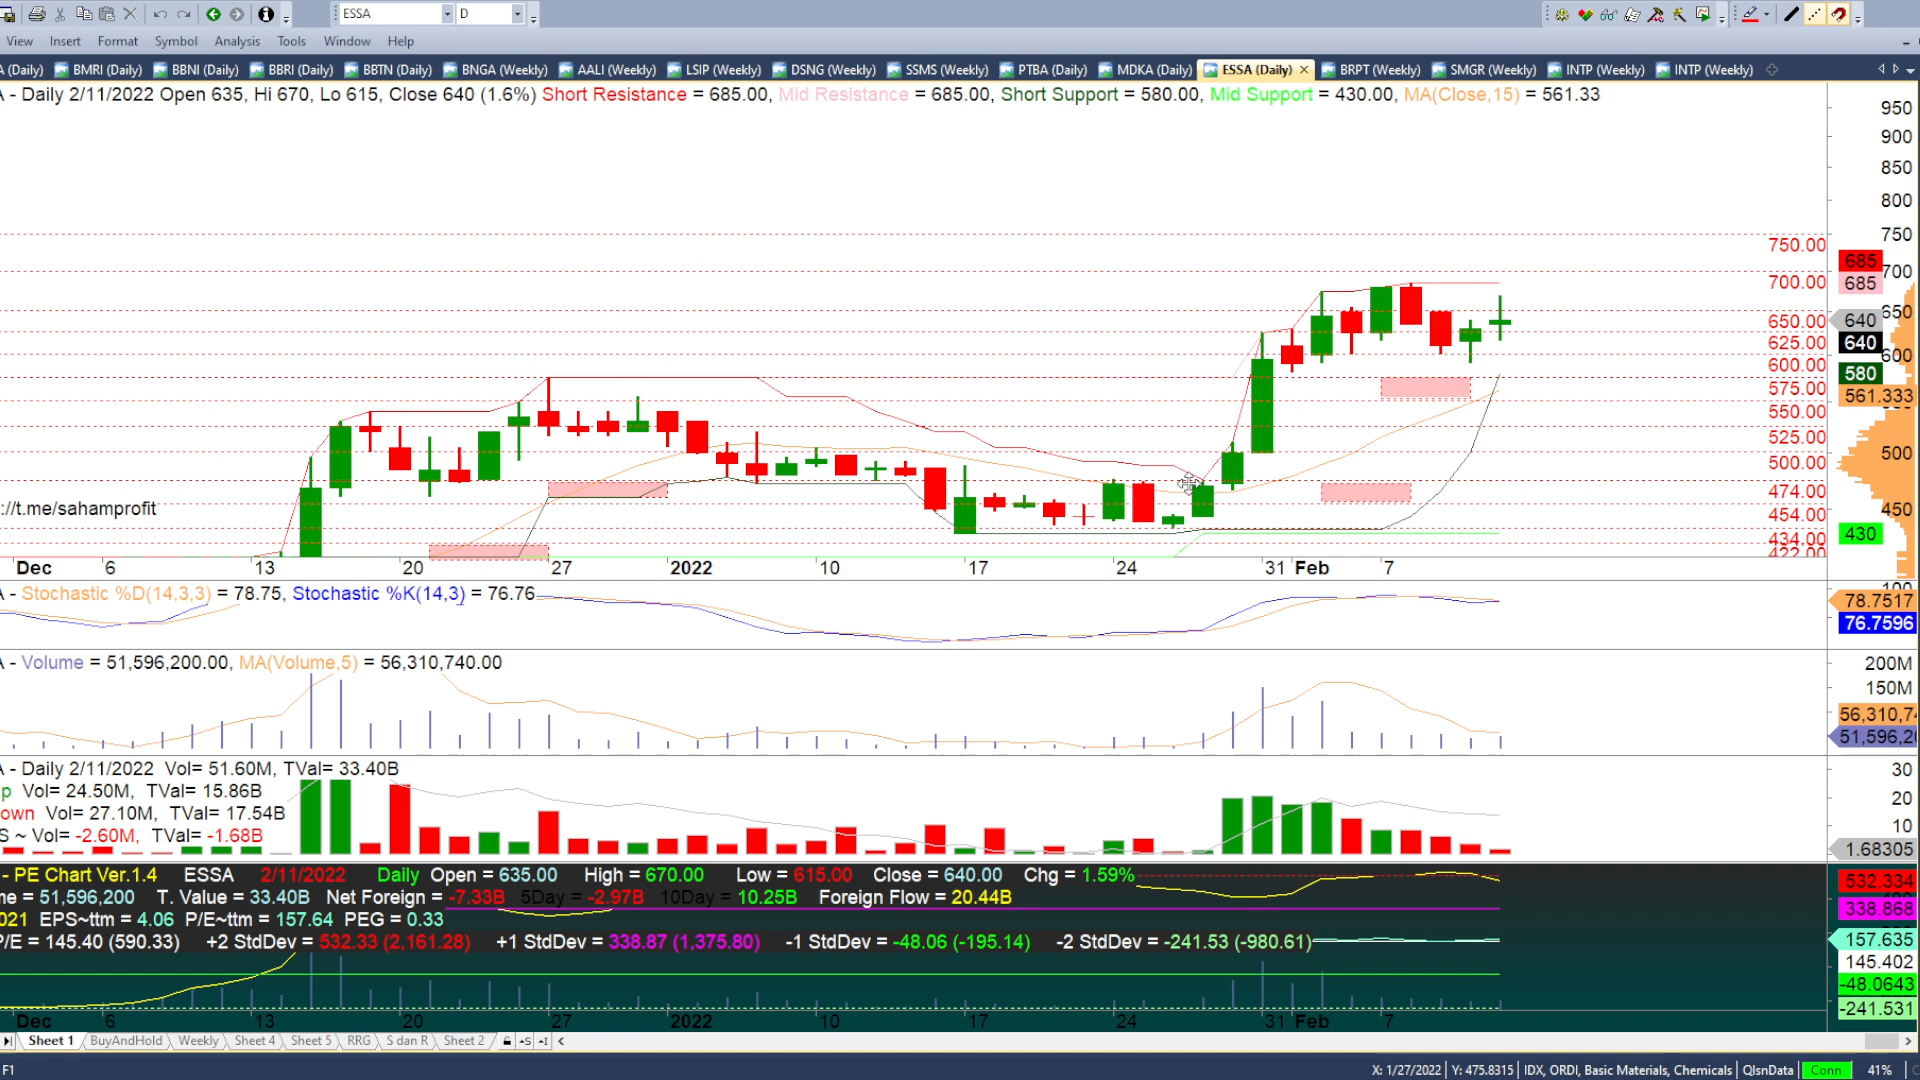 ESSA D
View Insert Format Symbol Analysis Tools Window Help
A (Daily) BMRI (Daily) BBNI (Daily) BBRI (Daily) BBTN (Daily) BNGA (Weekly) AALI (Weekly) LSIP (Weekly) DSNG (Weekly) SSMS (Weekly) PTBA (Daily) MDKA (Daily) ESSA (Daily) BRPT (Weekly) SMGR (Weekly) INTP (Weekly) INTP (Weekly)
A - Daily 2/11/2022 Open 635, Hi 670, Lo 615, Close 640 (1.6%) Short Resistance = 685.00, Mid Resistance = 685.00, Short Support = 580.00, Mid Support = 430.00, MA(Close,15) = 561.33
950
900
850
800
750
750.00
685
700.00 685 700
650
650.00 640
625.00 640
600
600.00
580
575.00
561.333
550.00
525.00
500
500.00
474.00
://t.me/sahamprofit
450
454.00
430
434.00
422.00
Dec 6 13 20 27 2022 10 17 24 31 Feb 7
A - Stochastic %D(14,3,3) = 78.75, Stochastic %K(14,3) = 76.76
100
78.7517
76.7596
A - Volume = 51,596,200.00, MA(Volume,5) = 56,310,740.00
200M
150M
56,310,74
51,596,20
A - Daily 2/11/2022 Vol= 51.60M, TVal= 33.40B
p Vol= 24.50M, TVal= 15.86B
own Vol= 27.10M, TVal= 17.54B
S ~ Vol= -2.60M, TVal= -1.68B
30
20
10
1.68305
- PE Chart Ver.1.4 ESSA 2/11/2022 Daily Open = 635.00 High = 670.00 Low = 615.00 Close = 640.00 Chg = 1.59%
me = 51,596,200 T. Value = 33.40B Net Foreign = -7.33B 5Day = -2.97B 10Day = 10.25B Foreign Flow = 20.44B
021 EPS~ttm = 4.06 P/E~ttm = 157.64 PEG = 0.33
P/E = 145.40 (590.33) +2 StdDev = 532.33 (2,161.28) +1 StdDev = 338.87 (1,375.80) -1 StdDev = -48.06 (-195.14) -2 StdDev = -241.53 (-980.61)
532.334
338.868
157.635
145.402
-48.0643
-241.531
Dec 6 13 20 27 2022 10 17 24 31 Feb 7
Sheet 1 BuyAndHold Weekly Sheet 4 Sheet 5 RRG S dan R Sheet 2
F1 X: 1/27/2022 Y: 475.8315 IDX, ORDI, Basic Materials, Chemicals QlsnData Conn 41%